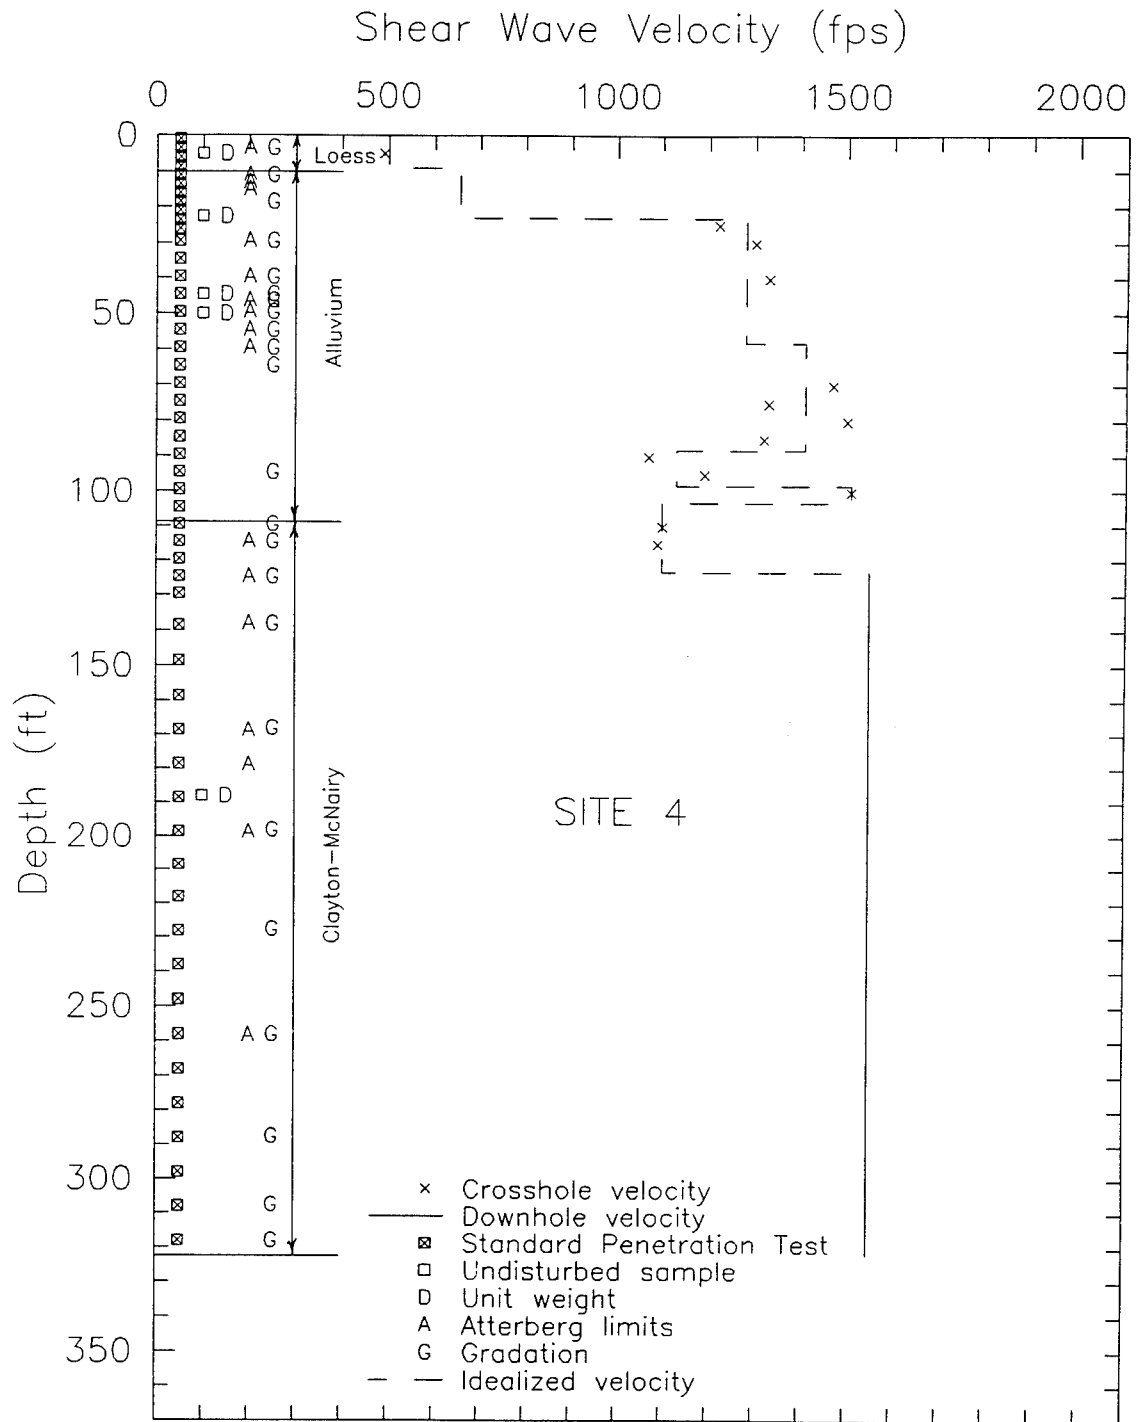 Shear Wave Velocity (fps)
0 500 1000 1500 2000
0
50
100
150
200
250
300
350
Depth (ft)
Loess
Alluvium
Clayton-McNairy
D A G
A G
A
A
G
D
A G
A G
D A G
A G
D A G
A G
A G
G
G
G
A G
A G
A G
A G
A
D
A G
G
A G
G
G
G
SITE 4
× Crosshole velocity
Downhole velocity
Standard Penetration Test
Undisturbed sample
D Unit weight
A Atterberg limits
G Gradation
Idealized velocity